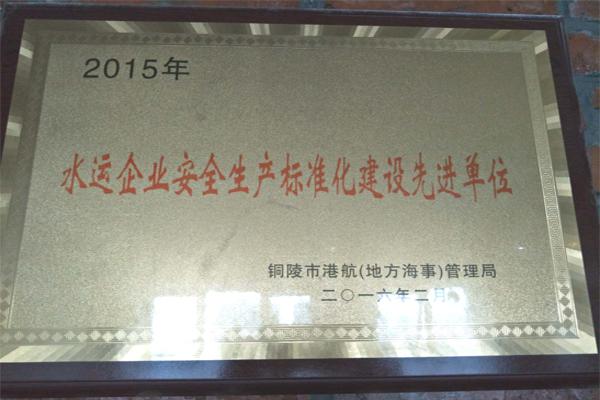 2015年
水运企业安全生产标准化建设先进单位
铜陵市港航(地方海事)管理局
二〇一六年二月